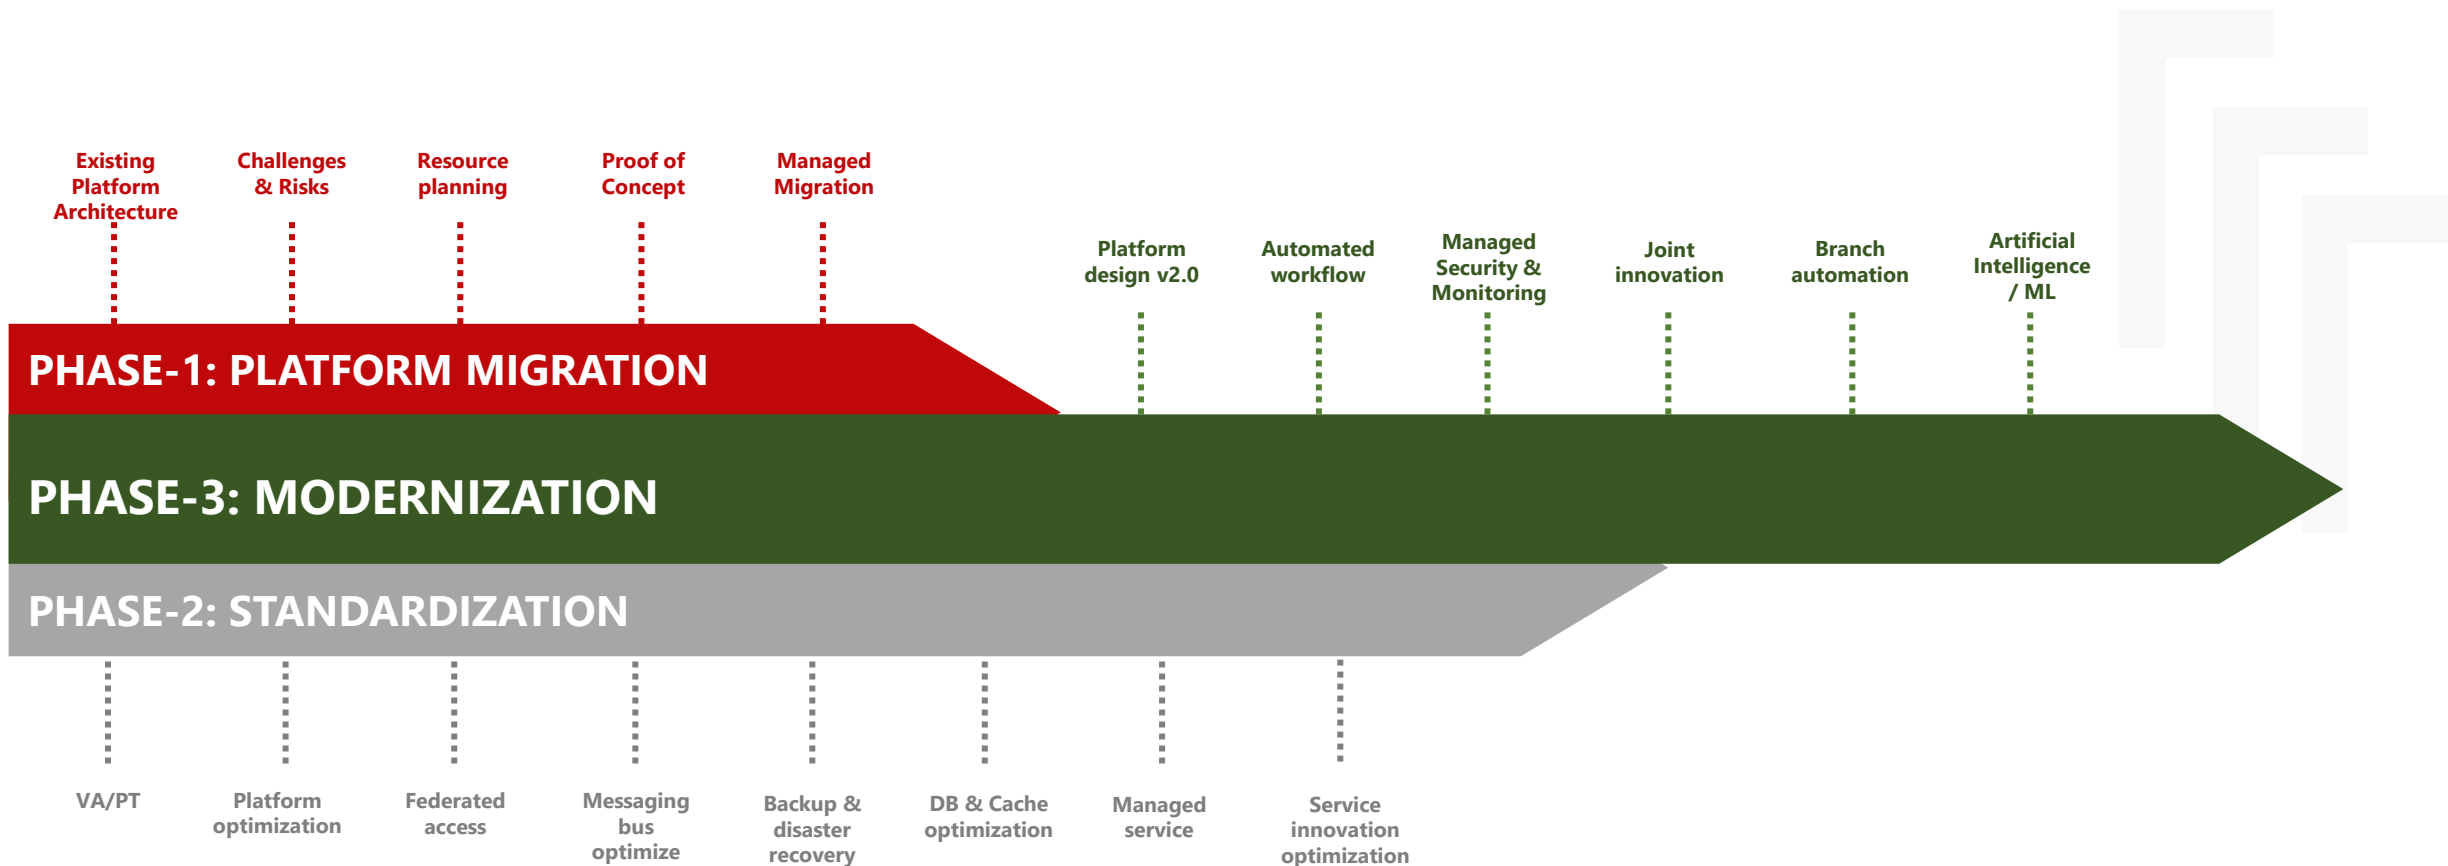 Existing
Platform
Architecture
Challenges
& Risks
Resource
planning
Proof of
Concept
Managed
Migration
Platform
design v2.0
Automated
workflow
Managed
Security &
Monitoring
Joint
innovation
Branch
automation
Artificial
Intelligence
/ ML
PHASE-1: PLATFORM MIGRATION
PHASE-3: MODERNIZATION
PHASE-2: STANDARDIZATION
VA/PT
Platform
optimization
Federated
access
Messaging
bus
optimize
Backup &
disaster
recovery
DB & Cache
optimization
Managed
service
Service
innovation
optimization